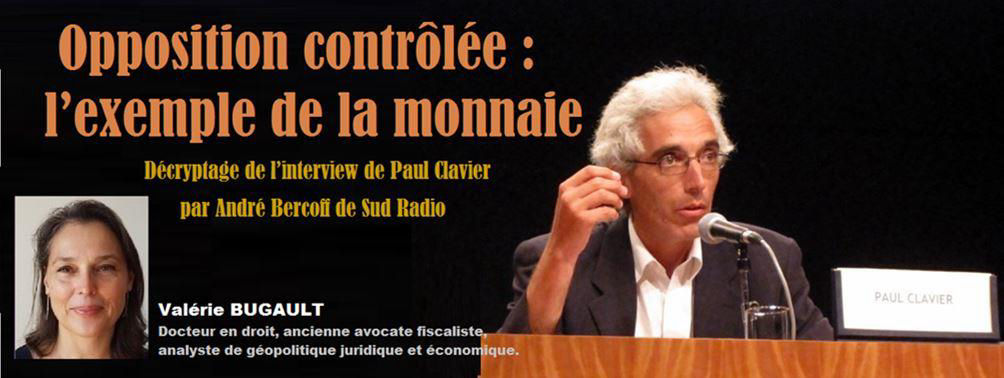 Opposition contrôlée :
l’exemple de la monnaie
Décryptage de l’interview de Paul Clavier
par André Bercoff de Sud Radio
Valérie BUGAULT
Docteur en droit, ancienne avocate fiscaliste,
analyste de géopolitique juridique et économique.
PAUL CLAVIER